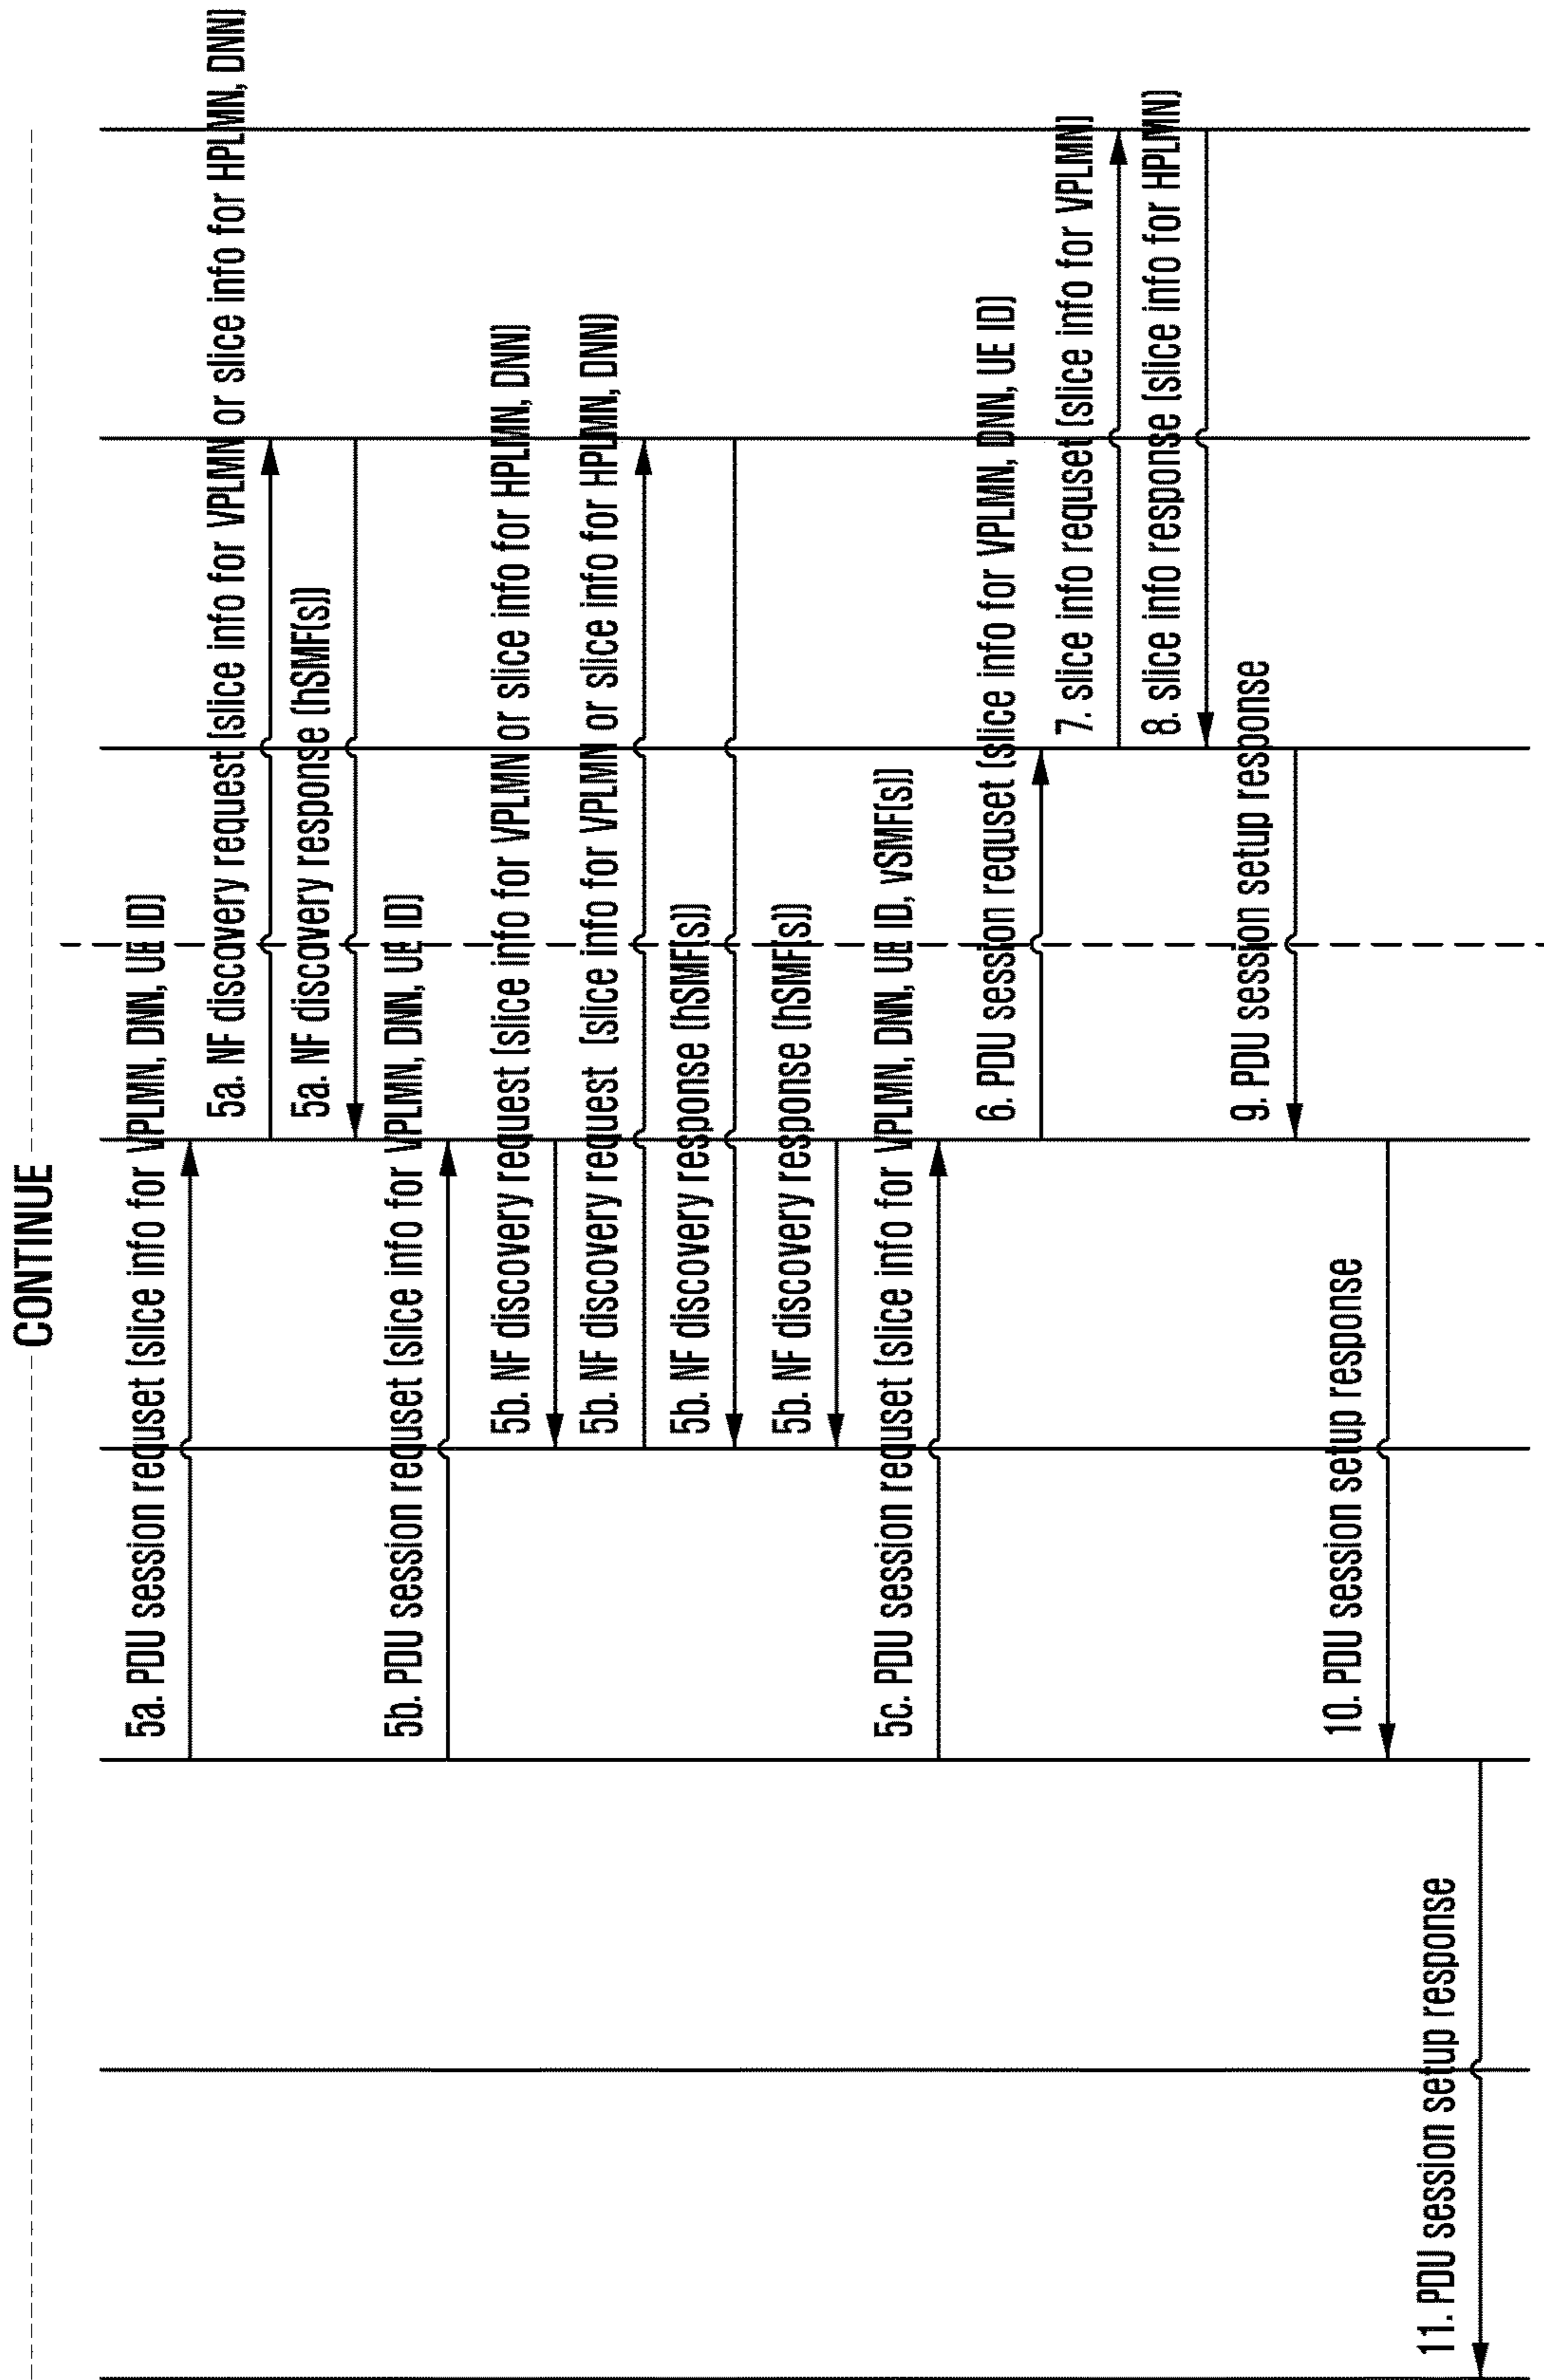 CONTINUE
5a. PDU session requset (slice info for VPLMN, DNN, UE ID)
5a. NF discovery request (slice info for VPLMN or slice info for HPLMN, DNN)
5a. NF discovery response (hSMF(s))
5b. PDU session requset (slice info for VPLMN, DNN, UE ID)
5b. NF discovery request (slice info for VPLMN or slice info for HPLMN, DNN)
5b. NF discovery request (slice info for VPLMN or slice info for HPLMN, DNN)
5b. NF discovery response (hSMF(s))
5b. NF discovery response (hSMF(s))
5c. PDU session requset (slice info for VPLMN, DNN, UE ID, vSMF(s))
6. PDU session requset (slice info for VPLMN, DNN, UE ID)
7. slice info requset (slice info for VPLMN)
8. slice info response (slice info for HPLMN)
9. PDU session setup response
10. PDU session setup response
11. PDU session setup response